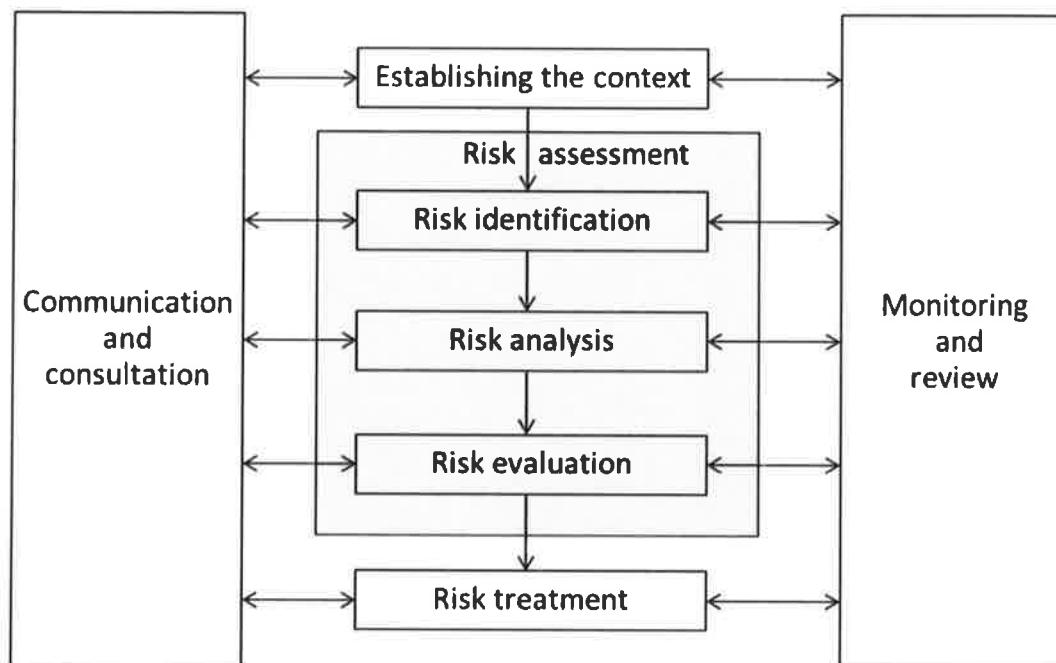 Establishing the context
Risk assessment
Risk identification
Communication
and
consultation
Risk analysis
Monitoring
and
review
Risk evaluation
Risk treatment